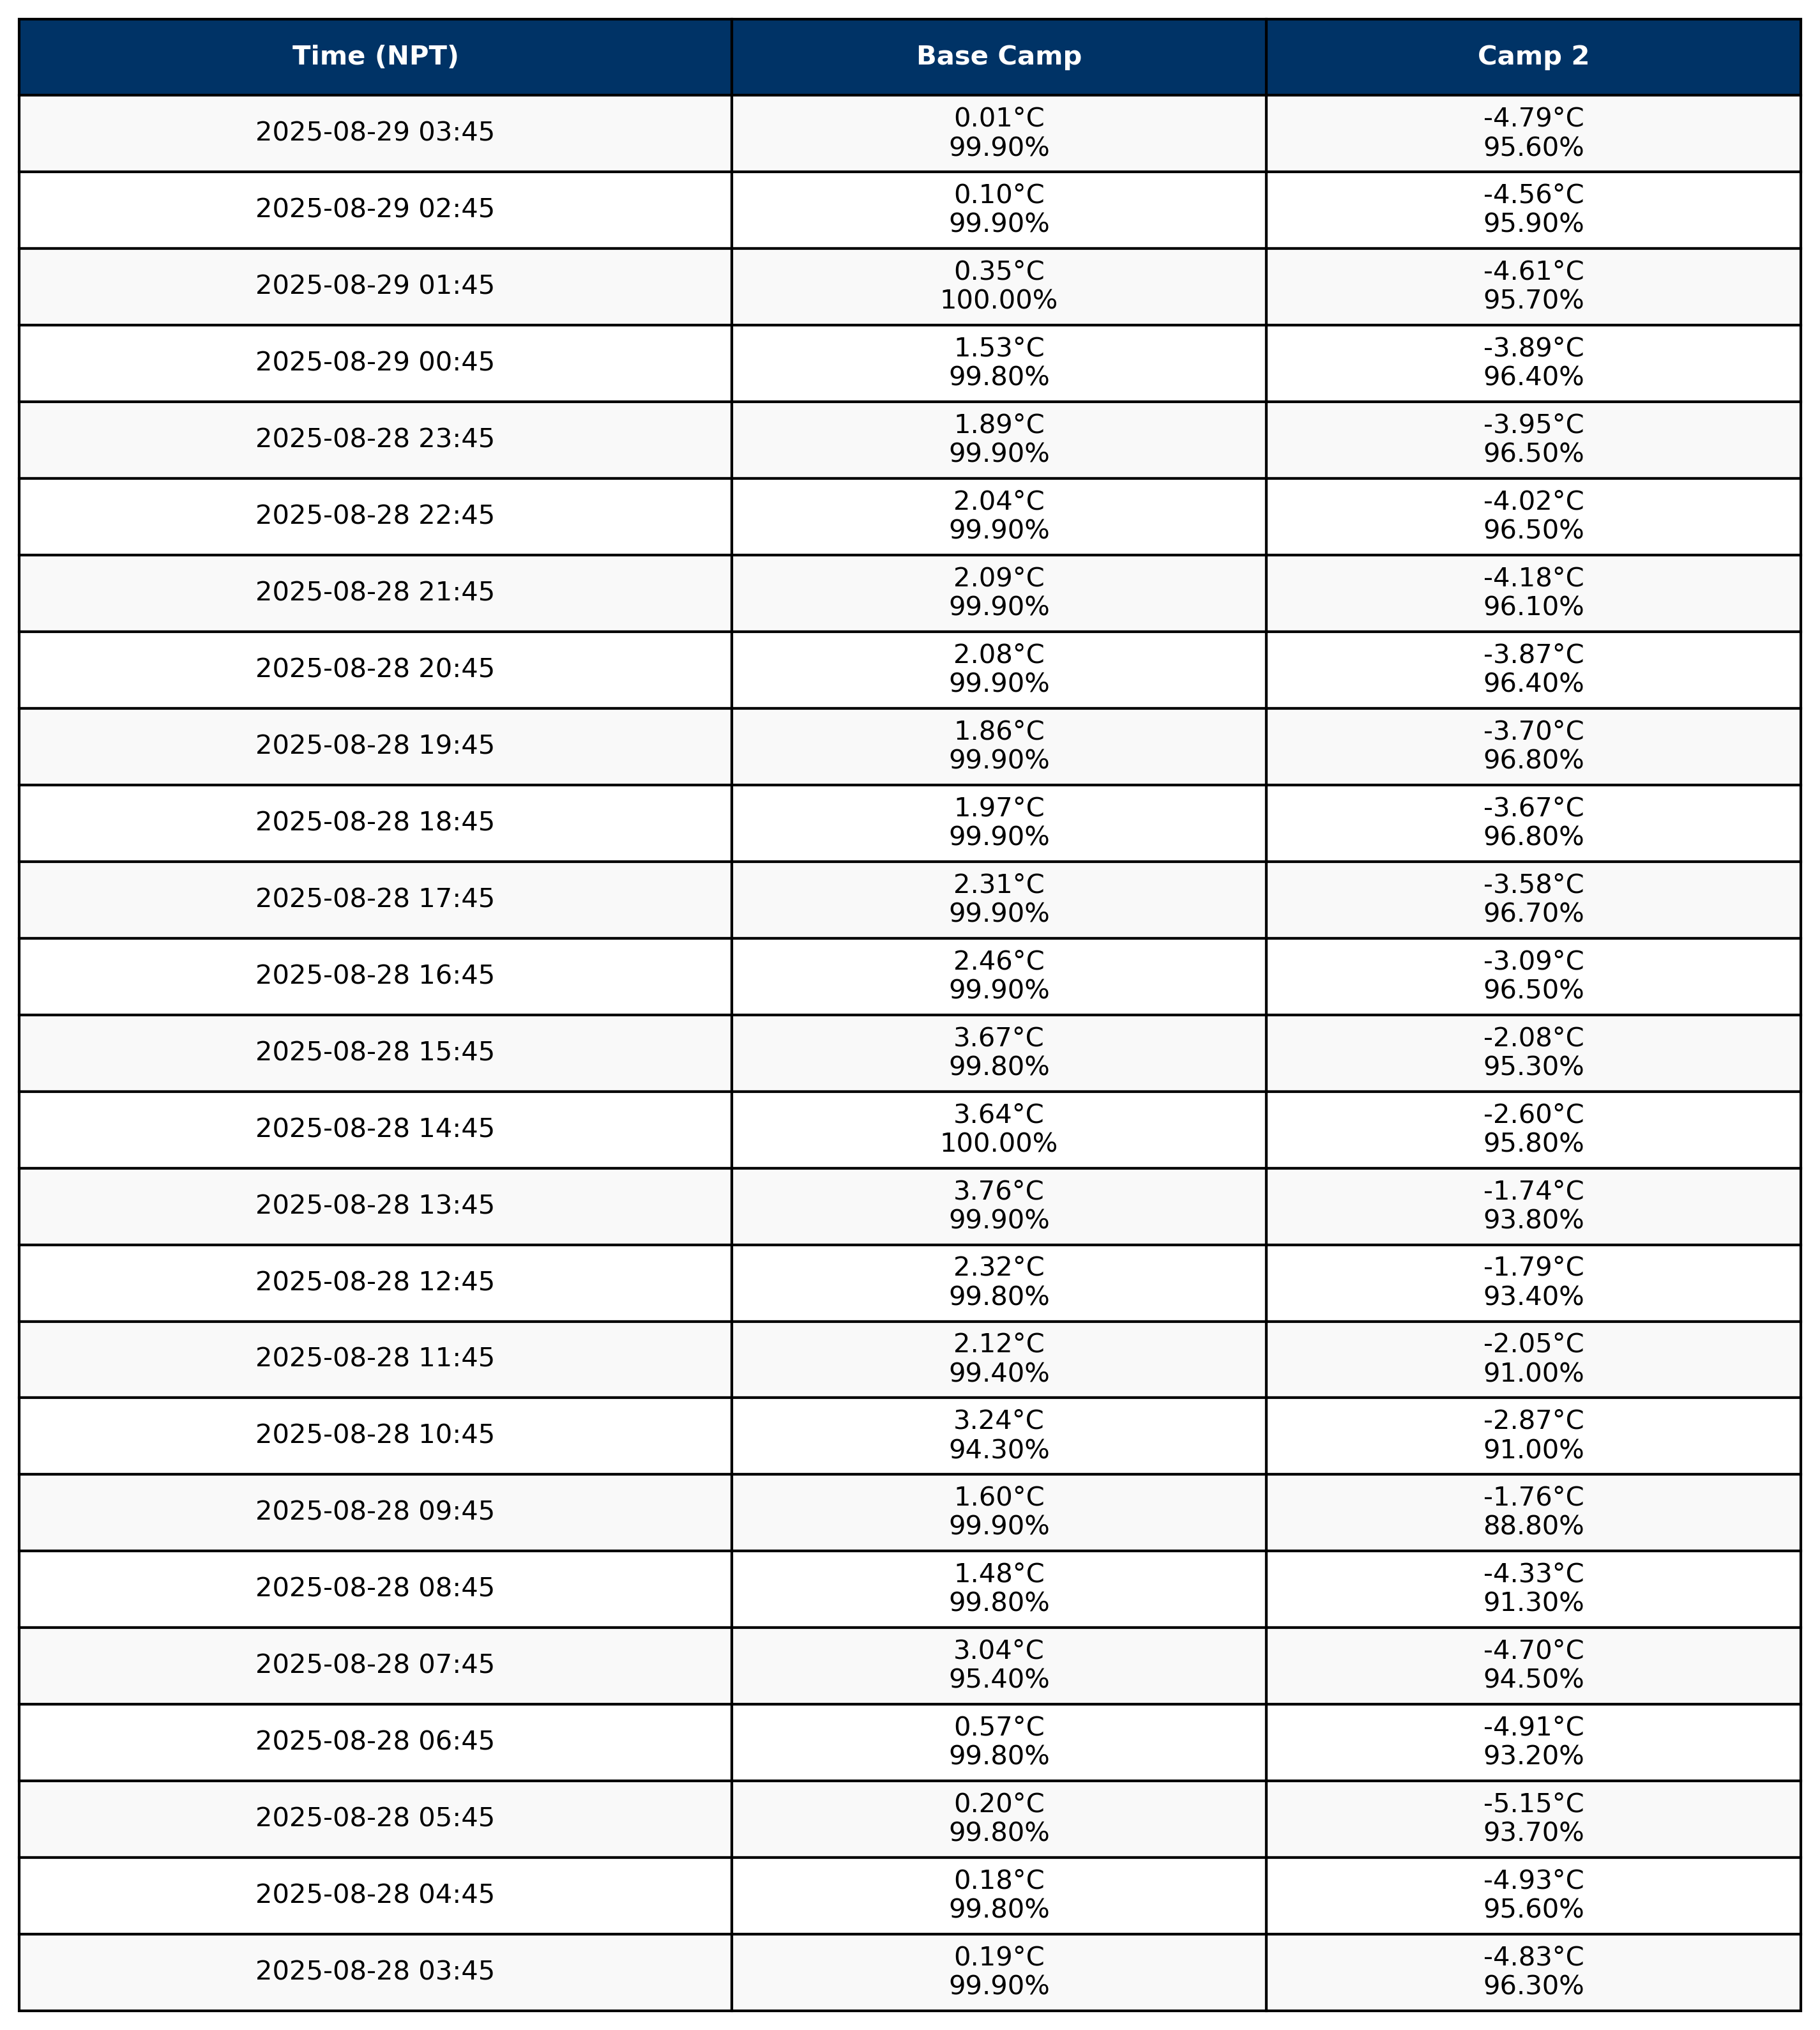 Time (NPT) Base Camp Camp 2
2025-08-29 03:45 0.01°C -4.79°C
99.90% 95.60%
2025-08-29 02:45 0.10°C -4.56°C
99.90% 95.90%
2025-08-29 01:45 0.35°C -4.61°C
100.00% 95.70%
2025-08-29 00:45 1.53°C -3.89°C
99.80% 96.40%
2025-08-28 23:45 1.89°C -3.95°C
99.90% 96.50%
2025-08-28 22:45 2.04°C -4.02°C
99.90% 96.50%
2025-08-28 21:45 2.09°C -4.18°C
99.90% 96.10%
2025-08-28 20:45 2.08°C -3.87°C
99.90% 96.40%
2025-08-28 19:45 1.86°C -3.70°C
99.90% 96.80%
2025-08-28 18:45 1.97°C -3.67°C
99.90% 96.80%
2025-08-28 17:45 2.31°C -3.58°C
99.90% 96.70%
2025-08-28 16:45 2.46°C -3.09°C
99.90% 96.50%
2025-08-28 15:45 3.67°C -2.08°C
99.80% 95.30%
2025-08-28 14:45 3.64°C -2.60°C
100.00% 95.80%
2025-08-28 13:45 3.76°C -1.74°C
99.90% 93.80%
2025-08-28 12:45 2.32°C -1.79°C
99.80% 93.40%
2025-08-28 11:45 2.12°C -2.05°C
99.40% 91.00%
2025-08-28 10:45 3.24°C -2.87°C
94.30% 91.00%
2025-08-28 09:45 1.60°C -1.76°C
99.90% 88.80%
2025-08-28 08:45 1.48°C -4.33°C
99.80% 91.30%
2025-08-28 07:45 3.04°C -4.70°C
95.40% 94.50%
2025-08-28 06:45 0.57°C -4.91°C
99.80% 93.20%
2025-08-28 05:45 0.20°C -5.15°C
99.80% 93.70%
2025-08-28 04:45 0.18°C -4.93°C
99.80% 95.60%
2025-08-28 03:45 0.19°C -4.83°C
99.90% 96.30%